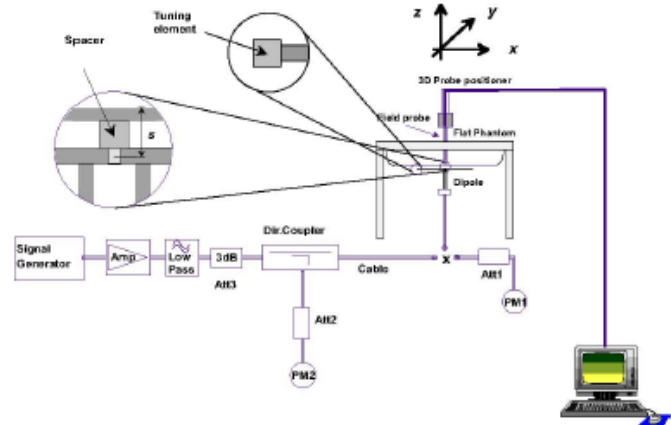 Tuning
element
Spacer
s
z
y
x
3D Probe positioner
Field probe
Flat Phantom
Dipole
Signal
Generator
Amp
Low
Pass
3dB
Att3
Dir.Coupler
Cable
x
Att1
PM1
Att2
PM2